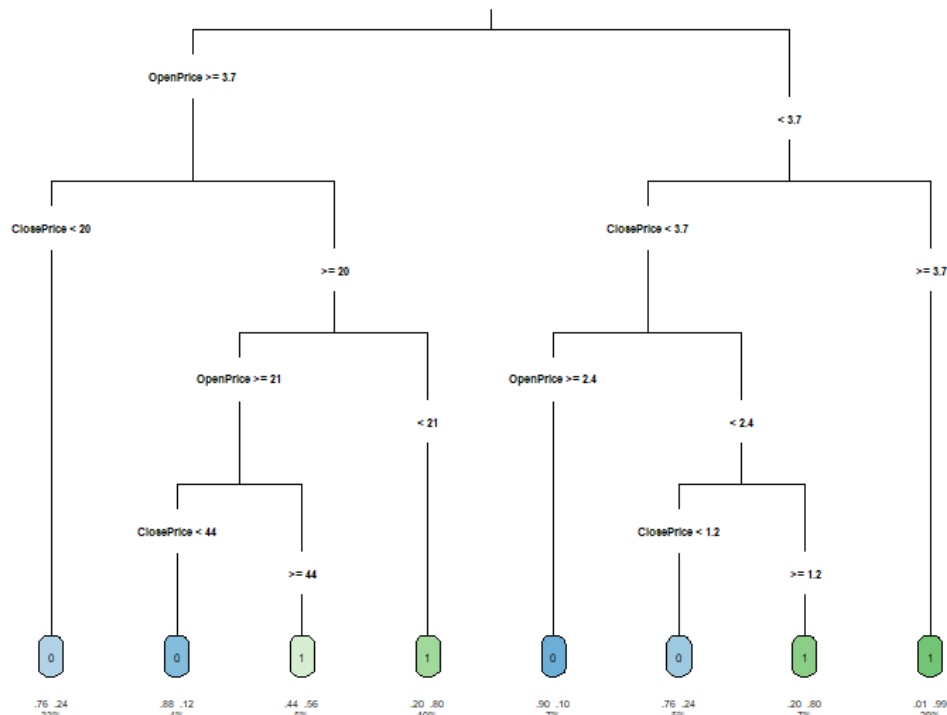 OpenPrice >= 3.7
< 3.7
ClosePrice < 20
ClosePrice < 3.7
>= 20
>= 3.7
OpenPrice >= 21
OpenPrice >= 2.4
< 21
< 2.4
ClosePrice < 44
ClosePrice < 1.2
>= 44
>= 1.2
0 0 1 1 0 0 1 1
.76 .24 .88 .12 .44 .56 .20 .80 .90 .10 .76 .24 .20 .80 .01 .99